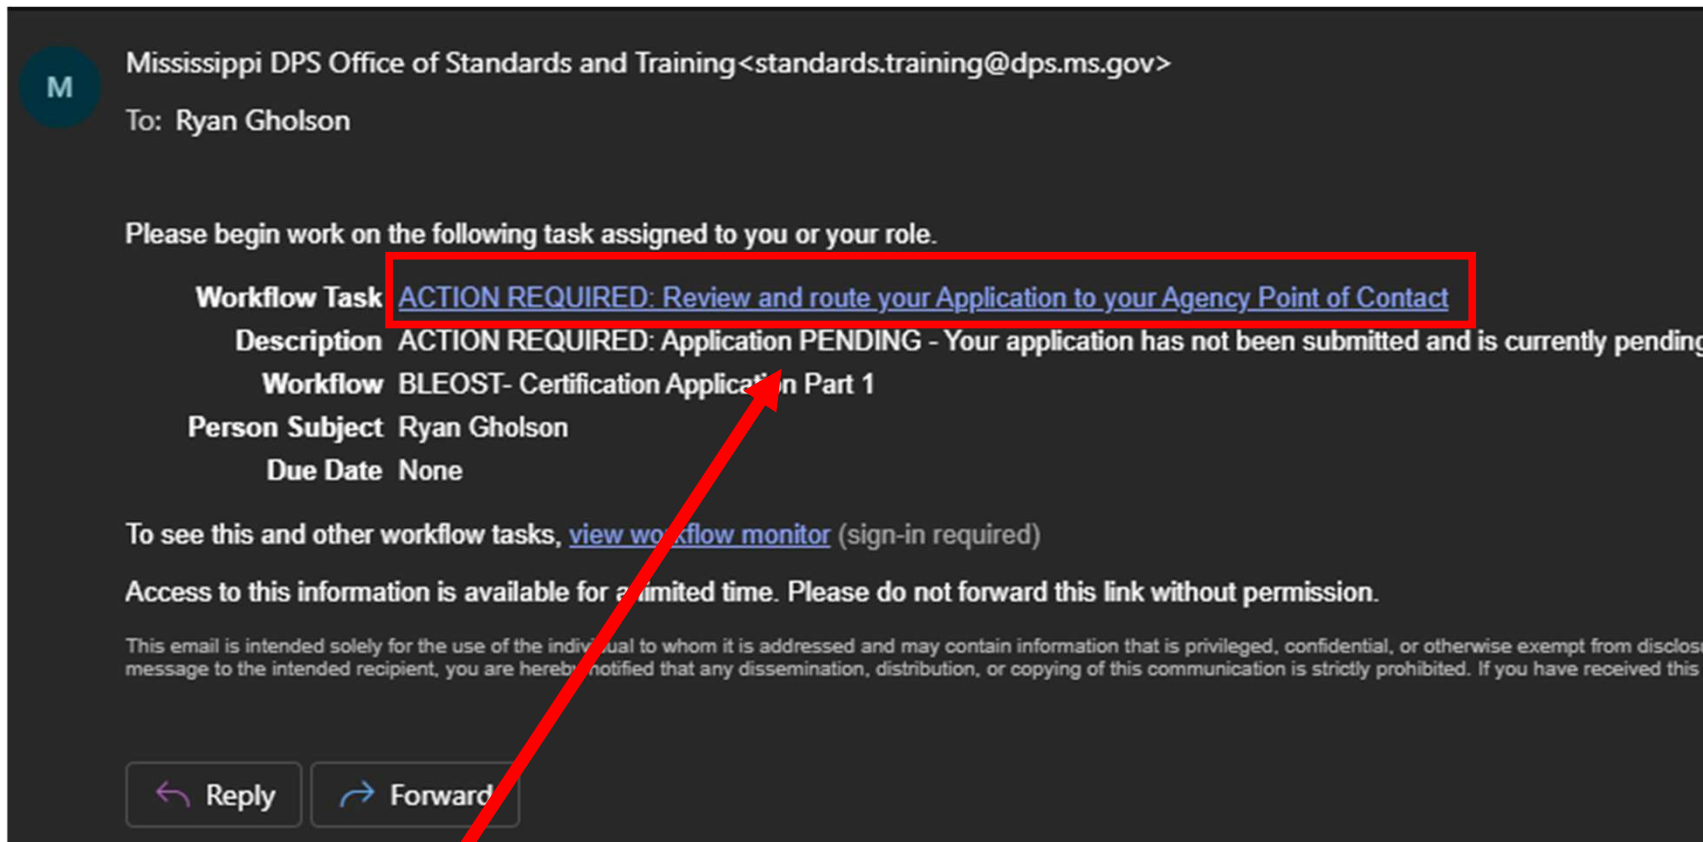 M
Mississippi DPS Office of Standards and Training<standards.training@dps.ms.gov>
To: Ryan Gholson
Please begin work on the following task assigned to you or your role.
Workflow Task ACTION REQUIRED: Review and route your Application to your Agency Point of Contact
Description ACTION REQUIRED: Application PENDING - Your application has not been submitted and is currently pending
Workflow BLEOST- Certification Application Part 1
Person Subject Ryan Gholson
Due Date None
To see this and other workflow tasks, view workflow monitor (sign-in required)
Access to this information is available for a limited time. Please do not forward this link without permission.
This email is intended solely for the use of the individual to whom it is addressed and may contain information that is privileged, confidential, or otherwise exempt from
message to the intended recipient, you are hereby notified that any dissemination, distribution, or copying of this communication is strictly prohibited. If you have received this
Reply
Forward